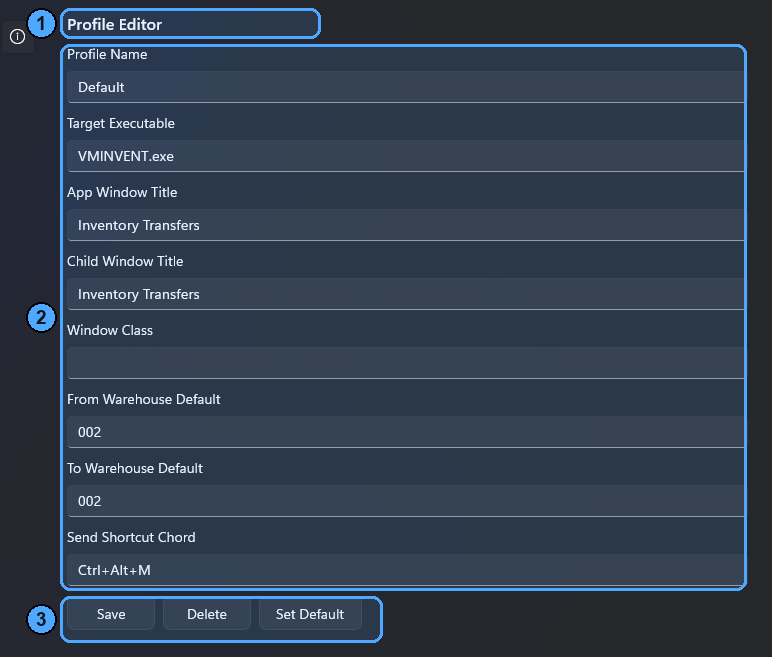 1 Profile Editor
Profile Name
Default
Target Executable
VMINVENT.exe
App Window Title
Inventory Transfers
Child Window Title
Inventory Transfers
2
Window Class
From Warehouse Default
002
To Warehouse Default
002
Send Shortcut Chord
Ctrl+Alt+M
3 Save Delete Set Default